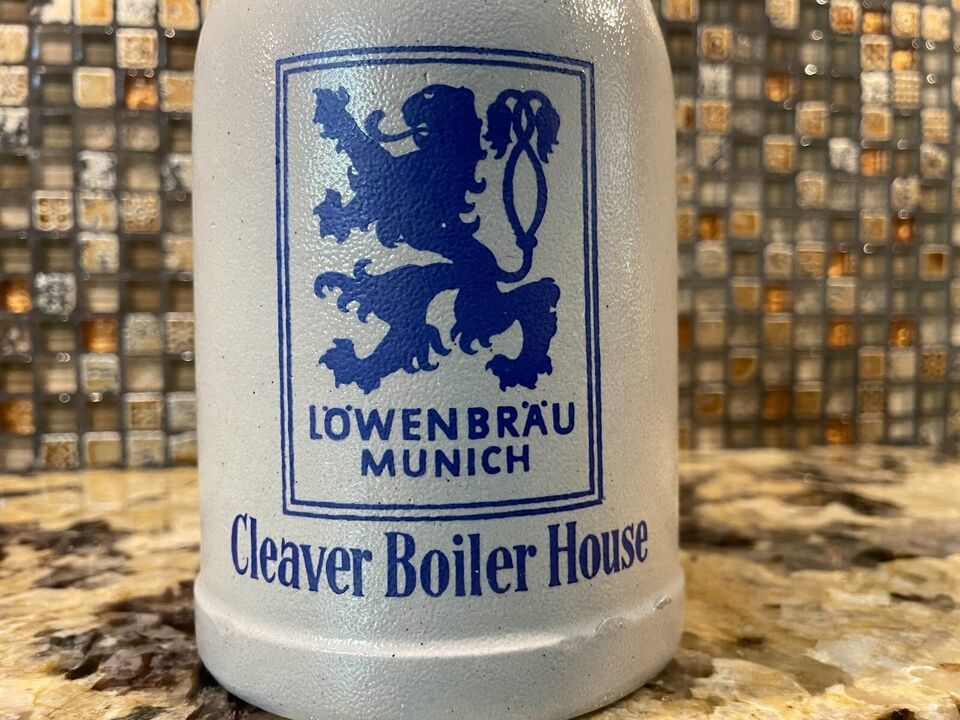 LÖWENBRÄU
MUNICH
Cleaver Boiler House